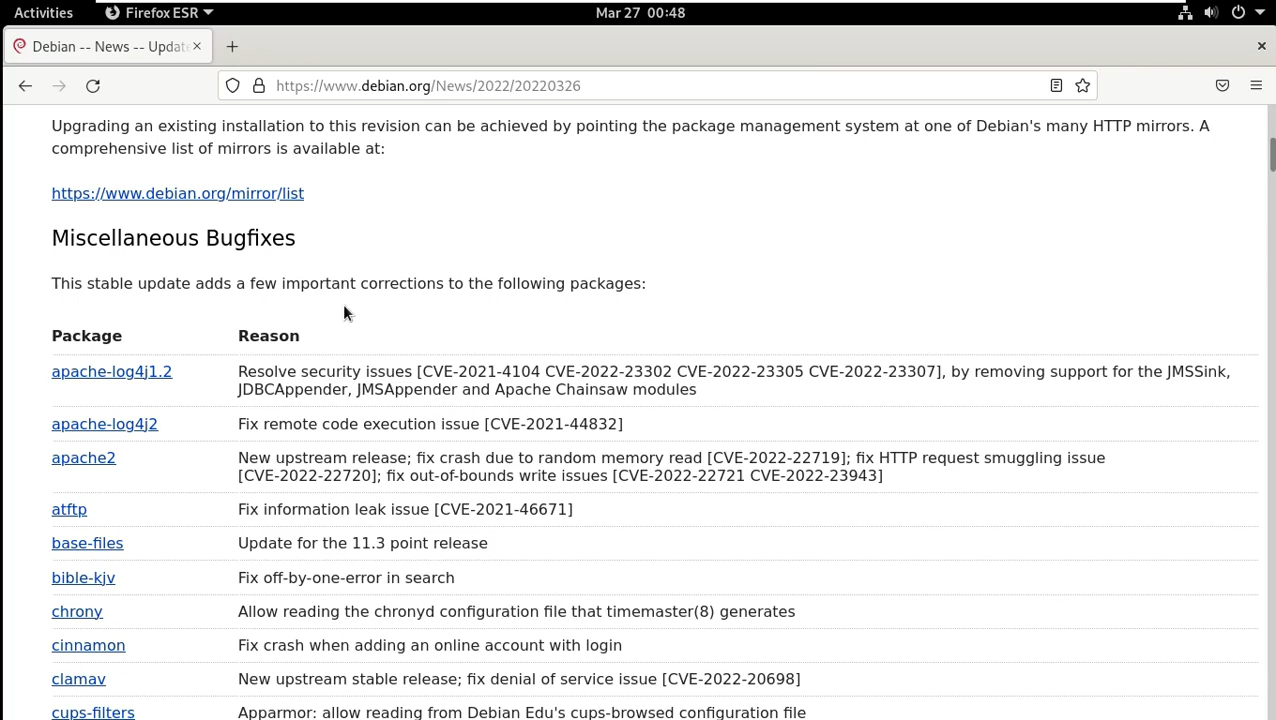 Activities Firefox ESR Mar 27 00:48
Debian -- News -- Updat
https://www.debian.org/News/2022/20220326
Upgrading an existing installation to this revision can be achieved by pointing the package management system at one of Debian's many HTTP mirrors. A
comprehensive list of mirrors is available at:
https://www.debian.org/mirror/list
Miscellaneous Bugfixes
This stable update adds a few important corrections to the following packages:
Package Reason
apache-log4j1.2 Resolve security issues [CVE-2021-4104 CVE-2022-23302 CVE-2022-23305 CVE-2022-23307], by removing support for the JMSSink,
JDBCAppender, JMSAppender and Apache Chainsaw modules
apache-log4j2 Fix remote code execution issue [CVE-2021-44832]
apache2 New upstream release; fix crash due to random memory read [CVE-2022-22719]; fix HTTP request smuggling issue
[CVE-2022-22720]; fix out-of-bounds write issues [CVE-2022-22721 CVE-2022-23943]
atftp Fix information leak issue [CVE-2021-46671]
base-files Update for the 11.3 point release
bible-kjv Fix off-by-one-error in search
chrony Allow reading the chronyd configuration file that timemaster(8) generates
cinnamon Fix crash when adding an online account with login
clamav New upstream stable release; fix denial of service issue [CVE-2022-20698]
cups-filters Apparmor: allow reading from Debian Edu's cups-browsed configuration file